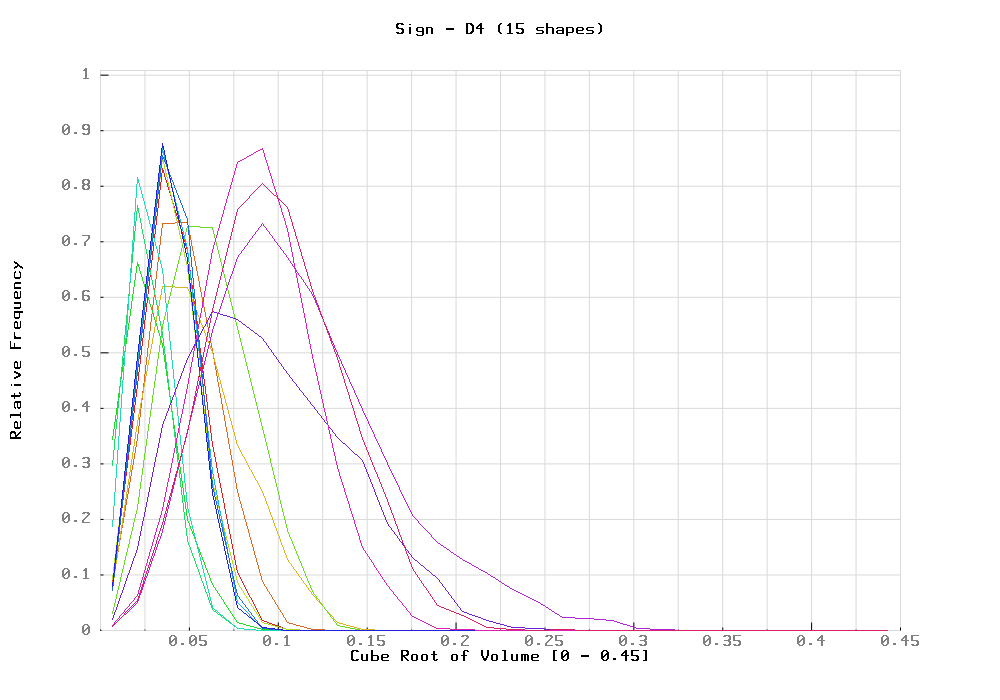 Sign - D4 (15 shapes)
1
0.9
0.8
0.7
0.6
0.5
0.4
0.3
0.2
0.1
0
Relative Frequency
0.05 0.1 0.15 0.2 0.25 0.3 0.35 0.4 0.45
Cube Root of Volume [0 - 0.45]